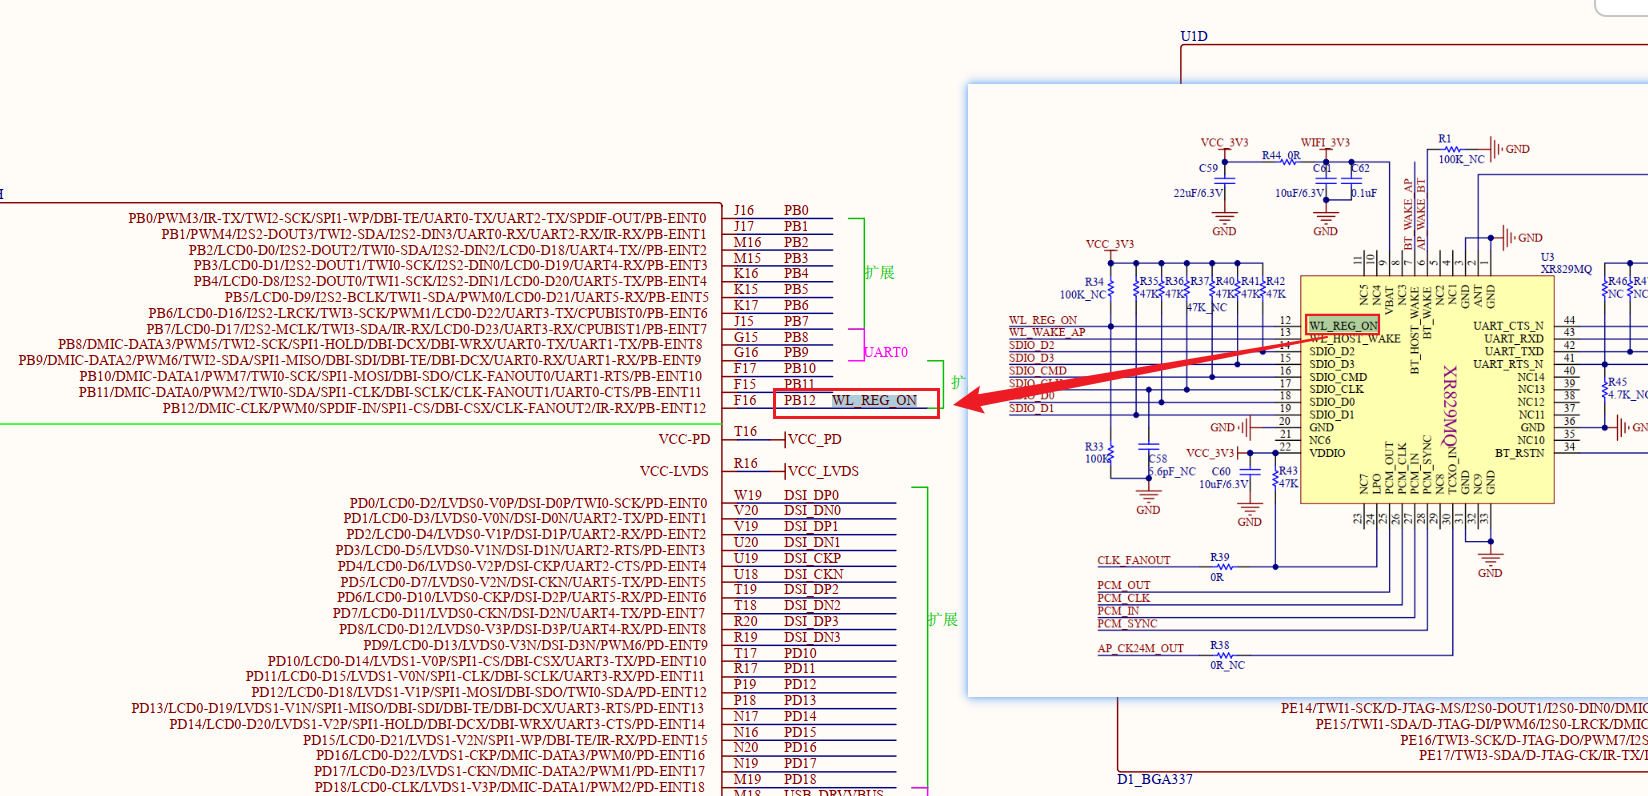 U1D
H
PB0/PWM3/IR-TX/TWI2-SCK/SPI1-WP/DBI-TE/UART0-TX/UART2-TX/SPDIF-OUT/PB-EINT0 J16 PB0
PB1/PWM4/I2S2-DOUT3/TWI2-SDA/I2S2-DIN3/UART0-RX/UART2-RX/IR-RX/PB-EINT1 J17 PB1
PB2/LCD0-D0/I2S2-DOUT2/TWI0-SDA/I2S2-DIN2/LCD0-D18/UART4-TX//PB-EINT2 M16 PB2
PB3/LCD0-D1/I2S2-DOUT1/TWI0-SCK/I2S2-DIN0/LCD0-D19/UART4-RX/PB-EINT3 M15 PB3
PB4/LCD0-D8/I2S2-DOUT0/TWI1-SCK/I2S2-DIN1/LCD0-D20/UART5-TX/PB-EINT4 K16 PB4
PB5/LCD0-D9/I2S2-BCLK/TWI1-SDA/PWM0/LCD0-D21/UART5-RX/PB-EINT5 K15 PB5
PB6/LCD0-D16/I2S2-LRCK/TWI3-SCK/PWM1/LCD0-D22/UART3-TX/CPUBIST0/PB-EINT6 K17 PB6
PB7/LCD0-D17/I2S2-MCLK/TWI3-SDA/IR-RX/LCD0-D23/UART3-RX/CPUBIST1/PB-EINT7 J15 PB7
PB8/DMIC-DATA3/PWM5/TWI2-SCK/SPI1-HOLD/DBI-DCX/DBI-WRX/UART0-TX/UART1-TX/PB-EINT8 G15 PB8
PB9/DMIC-DATA2/PWM6/TWI2-SDA/SPI1-MISO/DBI-SDI/DBI-TE/DBI-DCX/UART0-RX/UART1-RX/PB-EINT9 G16 PB9
PB10/DMIC-DATA1/PWM7/TWI0-SCK/SPI1-MOSI/DBI-SDO/CLK-FANOUT0/UART1-RTS/PB-EINT10 F17 PB10
PB11/DMIC-DATA0/PWM2/TWI0-SDA/SPI1-CLK/DBI-SCLK/CLK-FANOUT1/UART0-CTS/PB-EINT11 F15 PB11
PB12/DMIC-CLK/PWM0/SPDIF-IN/SPI1-CS/DBI-CSX/CLK-FANOUT2/IR-RX/PB-EINT12 F16 PB12 WL_REG_ON
扩展
UART0
扩
VCC-PD T16 VCC_PD
VCC-LVDS R16 VCC_LVDS
PD0/LCD0-D2/LVDS0-V0P/DSI-D0P/TWI0-SCK/PD-EINT0 W19 DSI_DP0
PD1/LCD0-D3/LVDS0-V0N/DSI-D0N/UART2-TX/PD-EINT1 V20 DSI_DN0
PD2/LCD0-D4/LVDS0-V1P/DSI-D1P/UART2-RX/PD-EINT2 V19 DSI_DP1
PD3/LCD0-D5/LVDS0-V1N/DSI-D1N/UART2-RTS/PD-EINT3 U20 DSI_DN1
PD4/LCD0-D6/LVDS0-V2P/DSI-CKP/UART2-CTS/PD-EINT4 U19 DSI_CKP
PD5/LCD0-D7/LVDS0-V2N/DSI-CKN/UART5-TX/PD-EINT5 U18 DSI_CKN
PD6/LCD0-D10/LVDS0-CKP/DSI-D2P/UART5-RX/PD-EINT6 T19 DSI_DP2
PD7/LCD0-D11/LVDS0-CKN/DSI-D2N/UART4-TX/PD-EINT7 T18 DSI_DN2
PD8/LCD0-D12/LVDS0-V3P/DSI-D3P/UART4-RX/PD-EINT8 R20 DSI_DP3
PD9/LCD0-D13/LVDS0-V3N/DSI-D3N/PWM6/PD-EINT9 R19 DSI_DN3
PD10/LCD0-D14/LVDS1-V0P/SPI1-CS/DBI-CSX/UART3-TX/PD-EINT10 T17 PD10
PD11/LCD0-D15/LVDS1-V0N/SPI1-CLK/DBI-SCLK/UART3-RX/PD-EINT11 R17 PD11
PD12/LCD0-D18/LVDS1-V1P/SPI1-MOSI/DBI-SDO/TWI0-SDA/PD-EINT12 P19 PD12
PD13/LCD0-D19/LVDS1-V1N/SPI1-MISO/DBI-SDI/DBI-TE/DBI-DCX/UART3-RTS/PD-EINT13 P18 PD13
PD14/LCD0-D20/LVDS1-V2P/SPI1-HOLD/DBI-DCX/DBI-WRX/UART3-CTS/PD-EINT14 N17 PD14
PD15/LCD0-D21/LVDS1-V2N/SPI1-WP/DBI-TE/IR-RX/PD-EINT15 N16 PD15
PD16/LCD0-D22/LVDS1-CKP/DMIC-DATA3/PWM0/PD-EINT16 N20 PD16
PD17/LCD0-D23/LVDS1-CKN/DMIC-DATA2/PWM1/PD-EINT17 N19 PD17
PD18/LCD0-CLK/LVDS1-V3P/DMIC-DATA1/PWM2/PD-EINT18 M19 PD18
M18 USB_DRVVBUS
扩展
VCC_3V3 WIFI_3V3
R44 0R
C59 22uF/6.3V
C61 10uF/6.3V
C62 0.1uF
GND GND
R1 100K_NC GND
BT_WAKE_AP
AP_WAKE_BT
GND
VCC_3V3
R34 100K_NC
R35 47K
R36 47K
R37 47K_NC
R40 47K
R41 47K
R42 47K
U3
XR829MQ
R46 NC
NC
11 10 9 8 7 6 5 4 3 2 1
NC5 NC4 VBAT NC3 BT_HOST_WAKE BT_WAKE NC2 NC1 GND ANT GND
WL_REG_ON 12 WL_REG_ON
WL_WAKE_AP 13 WL_HOST_WAKE
SDIO_D2 14 SDIO_D2
SDIO_D3 15 SDIO_D3
SDIO_CMD 16 SDIO_CMD
17 SDIO_CLK
SDIO_D0 18 SDIO_D0
SDIO_D1 19 SDIO_D1
GND 20 GND
21 NC6
VCC_3V3 22 VDDIO
UART_CTS_N 44
UART_RXD 43
UART_TXD 42
UART_RTS_N 41
NC14 40
NC13 39
NC12 38
NC11 37
GND 36
NC10 35
BT_RSTN 34
R45
4.7K_NC
GN
XR829MQ
R33 100K
C58 5.6pF_NC
C60 10uF/6.3V
R43 47K
GND GND
NC7 LPO PCM_OUT PCM_CLK PCM_IN PCM_SYNC NC8 TCXO_IN GND NC9 GND
23 24 25 26 27 28 29 30 31 32 33
GND
CLK_FANOUT R39 0R
PCM_OUT
PCM_CLK
PCM_IN
PCM_SYNC
AP_CK24M_OUT R38 0R_NC
PE14/TWI1-SCK/D-JTAG-MS/I2S0-DOUT1/I2S0-DIN0/DMIC
PE15/TWI1-SDA/D-JTAG-DI/PWM6/I2S0-LRCK/DMIC
PE16/TWI3-SCK/D-JTAG-DO/PWM7/I2S
PE17/TWI3-SDA/D-JTAG-CK/IR-TX/I
D1_BGA337